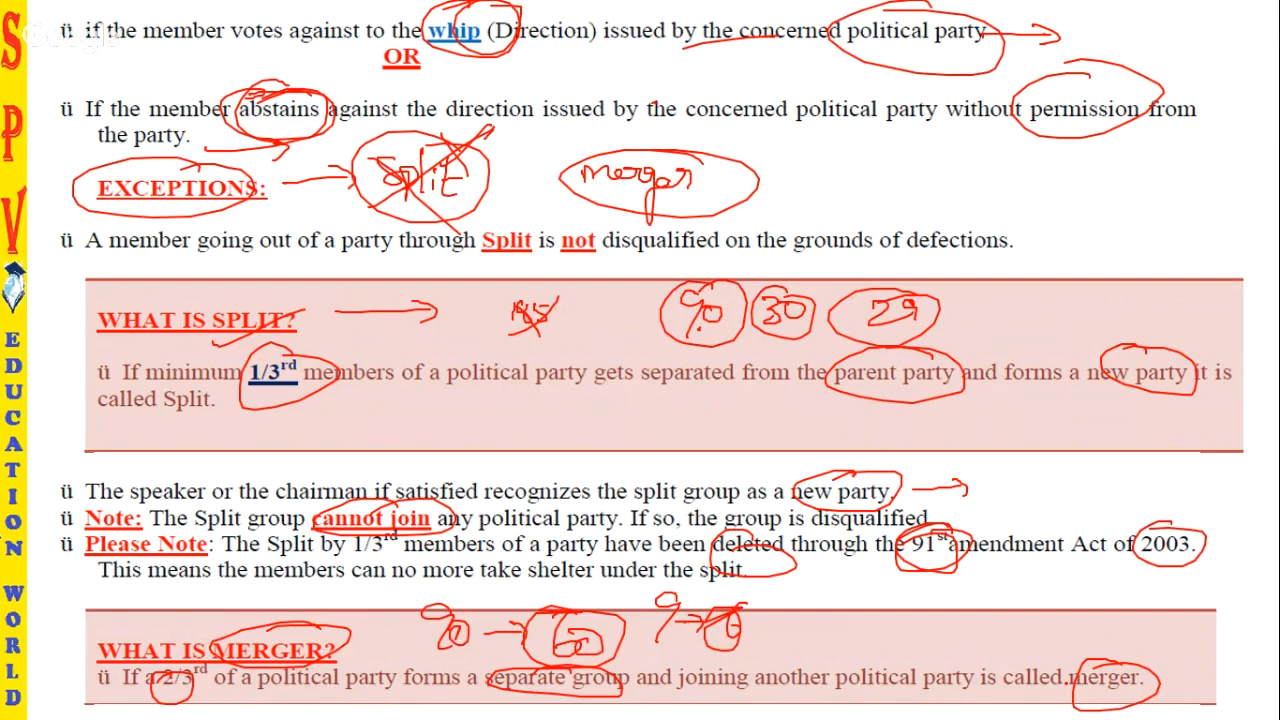 SPV EDUCATION WORLD
ü if the member votes against to the whip (Direction) issued by the concerned political party
OR
ü If the member abstains against the direction issued by the concerned political party without permission from
the party.
Split
merger
EXCEPTIONS:
ü A member going out of a party through Split is not disqualified on the grounds of defections.
90 30 29
WHAT IS SPLIT?
ü If minimum 1/3rd members of a political party gets separated from the parent party and forms a new party it is
called Split.
ü The speaker or the chairman if satisfied recognizes the split group as a new party.
ü Note: The Split group cannot join any political party. If so, the group is disqualified
ü Please Note: The Split by 1/3rd members of a party have been deleted through the 91st amendment Act of 2003.
This means the members can no more take shelter under the split.
90 60 9 6
WHAT IS MERGER?
ü If a 2/3rd of a political party forms a separate group and joining another political party is called merger.